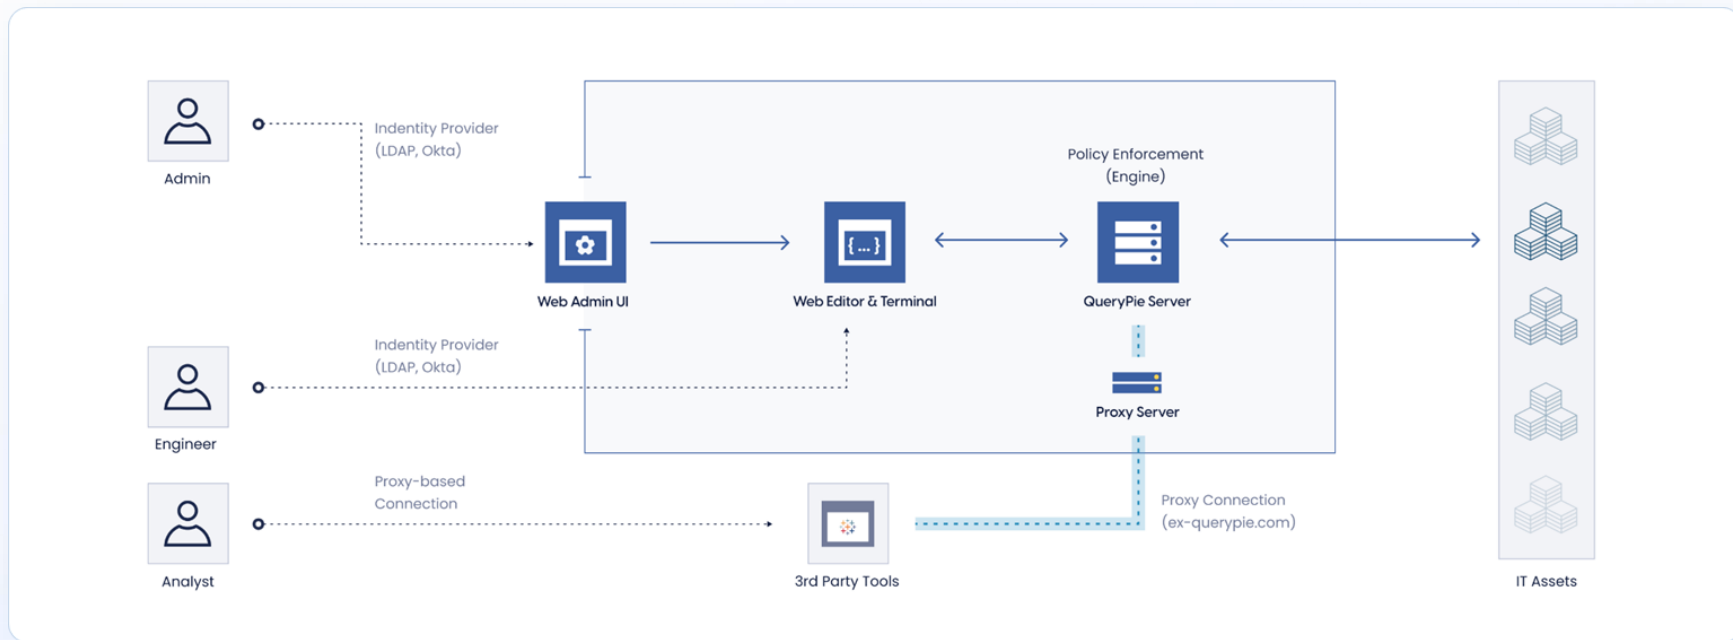 Indentity Provider
(LDAP, Okta)
Admin
Policy Enforcement
(Engine)
{...}
Web Admin UI
Web Editor & Terminal
QueryPie Server
Indentity Provider
(LDAP, Okta)
Engineer
Proxy Server
Proxy-based
Connection
Proxy Connection
(ex-querypie.com)
Analyst
3rd Party Tools
IT Assets